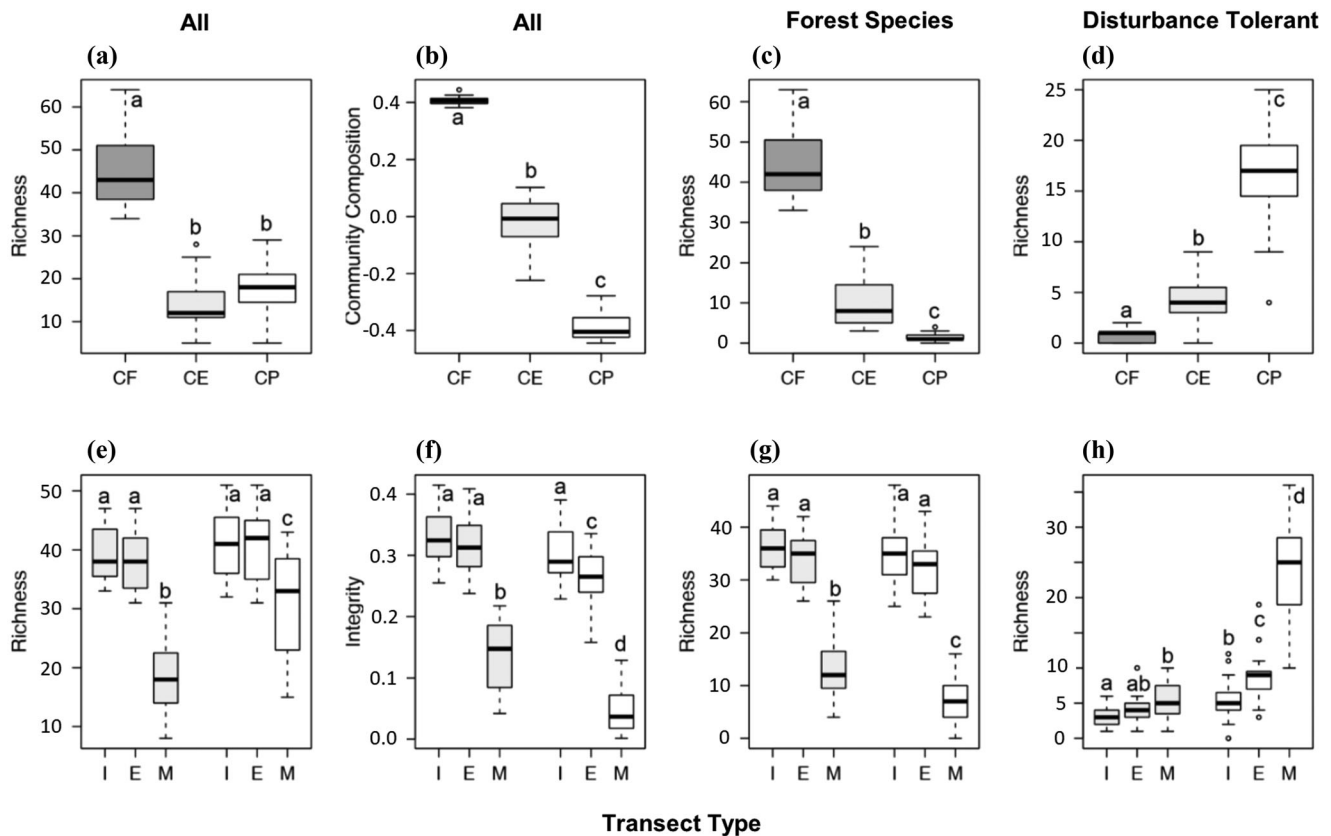 All
All
Forest Species
Disturbance Tolerant
(a)
(b)
(c)
(d)
Richness
60
50
40
30
20
10
a
b
b
CF
CE
CP
Community Composition
0.4
0.2
0.0
-0.2
-0.4
a
b
c
CF
CE
CP
Richness
60
50
40
30
20
10
0
a
b
c
CF
CE
CP
Richness
25
20
15
10
5
0
a
b
c
CF
CE
CP
(e)
(f)
(g)
(h)
Richness
50
40
30
20
10
a
a
b
a
a
c
I
E
M
I
E
M
Integrity
0.4
0.3
0.2
0.1
0.0
a
a
b
a
c
d
I
E
M
I
E
M
Richness
50
40
30
20
10
0
a
a
b
a
a
c
I
E
M
I
E
M
Richness
30
20
10
5
0
a
ab
b
b
c
d
I
E
M
I
E
M
Transect Type